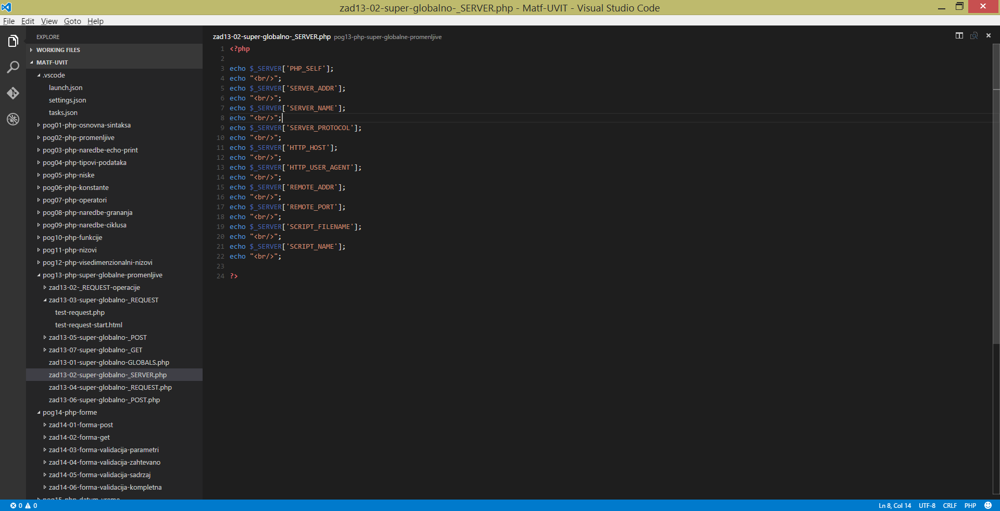 zad13-02-super-globalno-_SERVER.php - Matf-UVIT - Visual Studio Code
File Edit View Goto Help
EXPLORE
WORKING FILES
MATF-UVIT
.vscode
launch.json
settings.json
tasks.json
pog01-php-osnovna-sintaksa
pog02-php-promenljive
pog03-php-naredbe-echo-print
pog04-php-tipovi-podataka
pog05-php-niske
pog06-php-konstante
pog07-php-operatori
pog08-php-naredbe-grananja
pog09-php-naredbe-ciklusa
pog10-php-funkcije
pog11-php-nizovi
pog12-php-visedimenzionalni-nizovi
pog13-php-super-globalne-promenljive
zad13-02-_REQUEST-operacije
zad13-03-super-globalno-_REQUEST
test-request.php
test-request-start.html
zad13-05-super-globalno-_POST
zad13-07-super-globalno-_GET
zad13-01-super-globalno-GLOBALS.php
zad13-02-super-globalno-_SERVER.php
zad13-04-super-globalno-_REQUEST.php
zad13-06-super-globalno-_POST.php
pog14-php-forme
zad14-01-forma-post
zad14-02-forma-get
zad14-03-forma-validacija-parametri
zad14-04-forma-validacija-zahtevano
zad14-05-forma-validacija-sadrzaj
zad14-06-forma-validacija-kompletna
pog15-php-datum-vreme
zad13-02-super-globalno-_SERVER.php pog13-php-super-globalne-promenljive
1 <?php
2
3 echo $_SERVER['PHP_SELF'];
4 echo "<br/>";
5 echo $_SERVER['SERVER_ADDR'];
6 echo "<br/>";
7 echo $_SERVER['SERVER_NAME'];
8 echo "<br/>";
9 echo $_SERVER['SERVER_PROTOCOL'];
10 echo "<br/>";
11 echo $_SERVER['HTTP_HOST'];
12 echo "<br/>";
13 echo $_SERVER['HTTP_USER_AGENT'];
14 echo "<br/>";
15 echo $_SERVER['REMOTE_ADDR'];
16 echo "<br/>";
17 echo $_SERVER['REMOTE_PORT'];
18 echo "<br/>";
19 echo $_SERVER['SCRIPT_FILENAME'];
20 echo "<br/>";
21 echo $_SERVER['SCRIPT_NAME'];
22 echo "<br/>";
23
24 ?>
0 0
Ln 8, Col 14 UTF-8 CRLF PHP